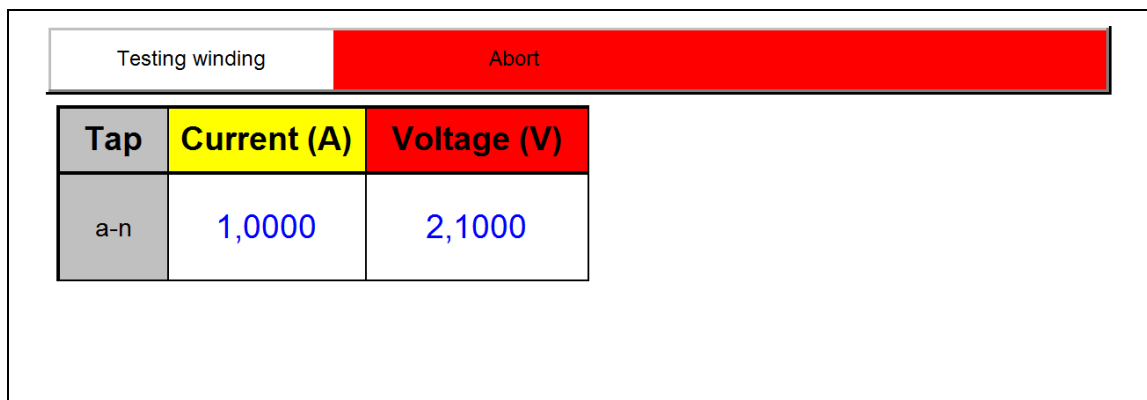 Testing winding Abort
Tap Current (A) Voltage (V)
a-n 1,0000 2,1000